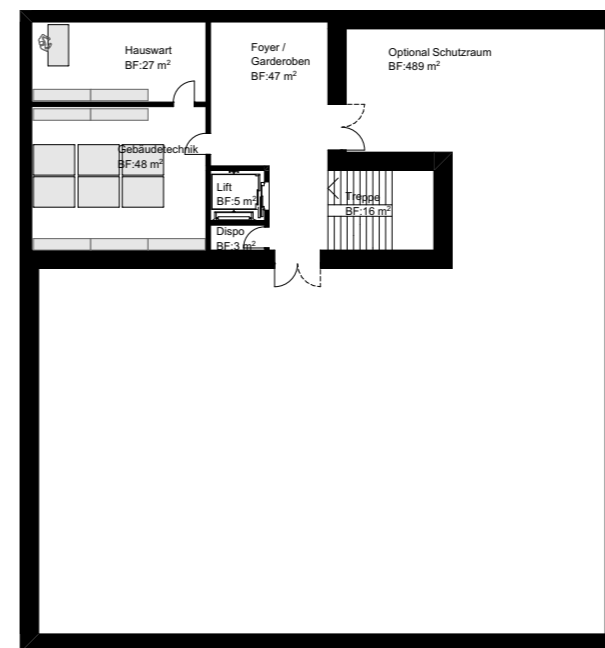 Hauswart
BF:27 m²
Foyer /
Garderoben
BF:47 m²
Optional Schutzraum
BF:489 m²
Gebäudetechnik
BF:48 m²
Lift
BF:5 m²
Treppe
BF:16 m²
Dispo
BF:3 m²